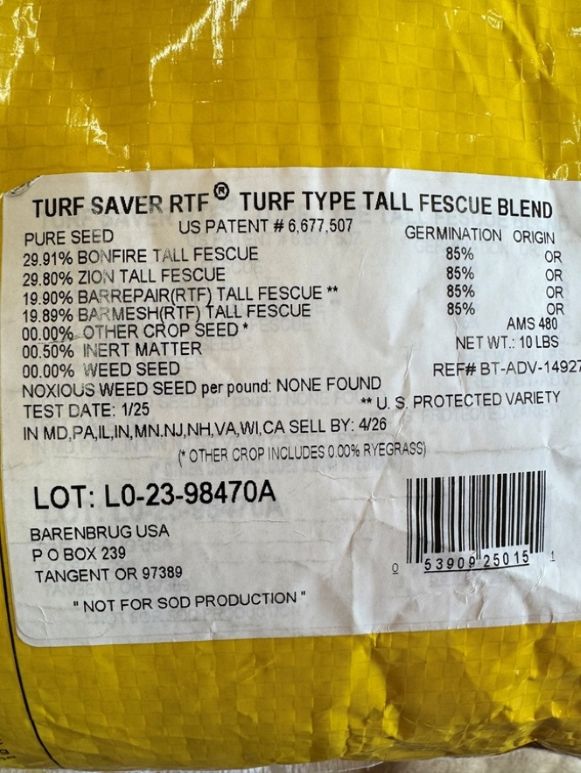 TURF SAVER RTF® TURF TYPE TALL FESCUE BLEND
US PATENT # 6,677,507
PURE SEED GERMINATION ORIGIN
29.91% BONFIRE TALL FESCUE 85% OR
29.80% ZION TALL FESCUE 85% OR
19.90% BARREPAIR(RTF) TALL FESCUE ** 85% OR
19.89% BARMESH(RTF) TALL FESCUE 85% OR
00.00% OTHER CROP SEED * AMS 480
00.50% INERT MATTER NET WT.: 10 LBS
00.00% WEED SEED REF# BT-ADV-14927
NOXIOUS WEED SEED per pound: NONE FOUND
TEST DATE: 1/25 ** U. S. PROTECTED VARIETY
IN MD,PA,IL,IN,MN.NJ,NH,VA,WI,CA SELL BY: 4/26
(* OTHER CROP INCLUDES 0.00% RYEGRASS)
LOT: L0-23-98470A
BARENBRUG USA
P O BOX 239
TANGENT OR 97389
0 53909 25015 1
" NOT FOR SOD PRODUCTION "